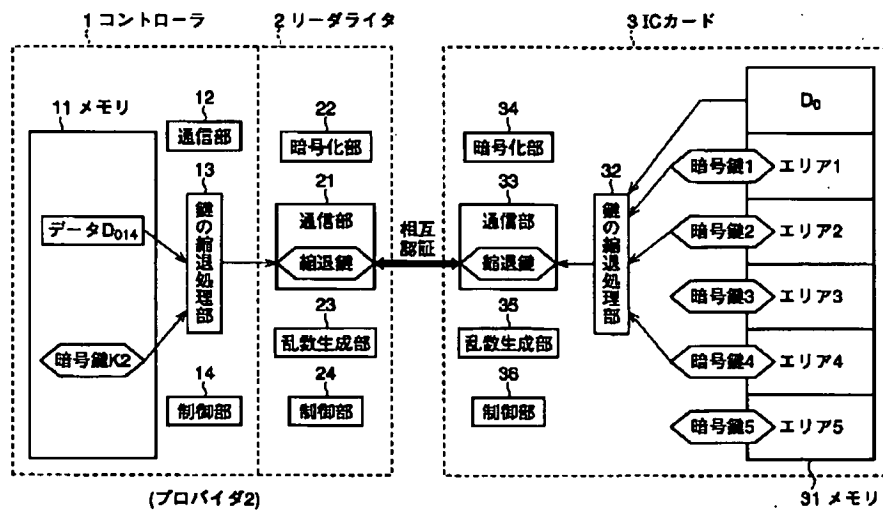 1 コントローラ
2 リーダライタ
3 ICカード
11 メモリ
12
通信部
13
鍵の縮退処理部
データD014
暗号鍵K2
14
制御部
22
暗号化部
21
通信部
縮退鍵
23
乱数生成部
24
制御部
相互
認証
34
暗号化部
33
通信部
縮退鍵
35
乱数生成部
36
制御部
32
鍵の縮退処理部
D0
暗号鍵1 エリア1
暗号鍵2 エリア2
暗号鍵3 エリア3
暗号鍵4 エリア4
暗号鍵5 エリア5
31 メモリ
(プロバイダ2)